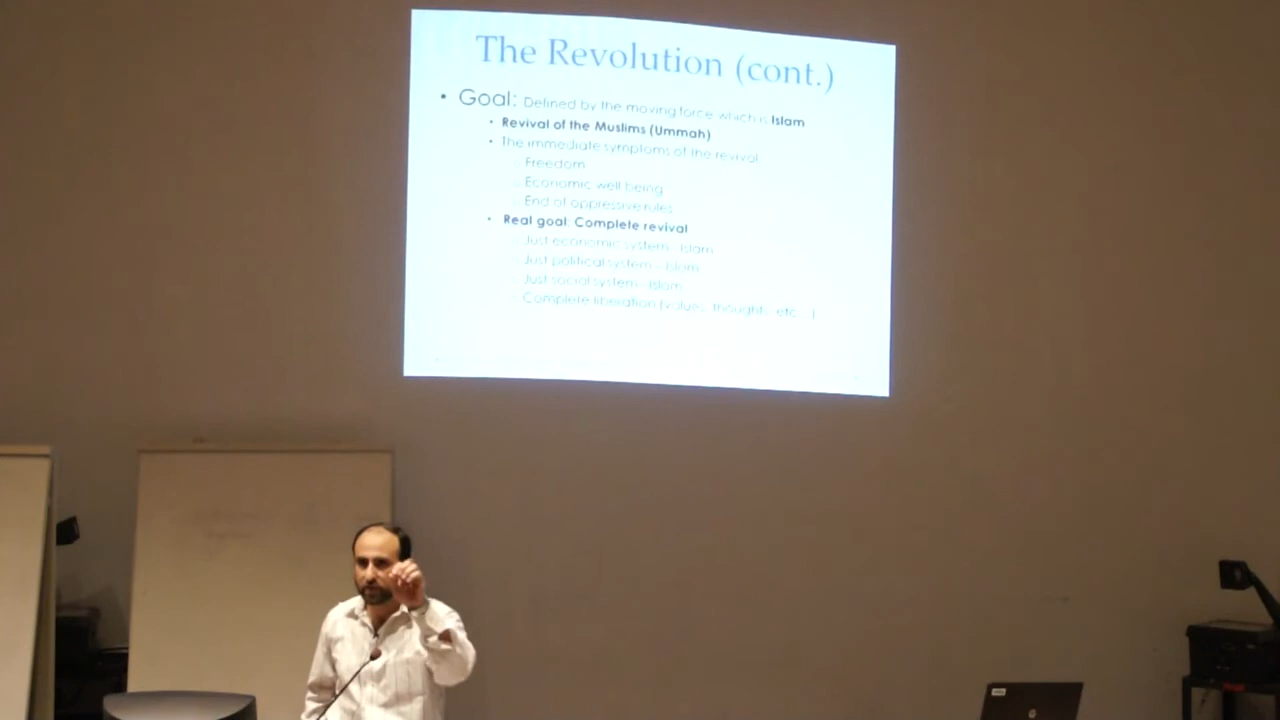 The Revolution (cont.)
• Goal: Defined by the moving force which is Islam
• Revival of the Muslims (Ummah)
• The immediate symptoms of the revival
Freedom
Economic well being
End of oppressive rules
• Real goal: Complete revival
Just economic system - Islam
Just political system - Islam
Just social system - Islam
Complete liberation (values, thoughts, etc...)